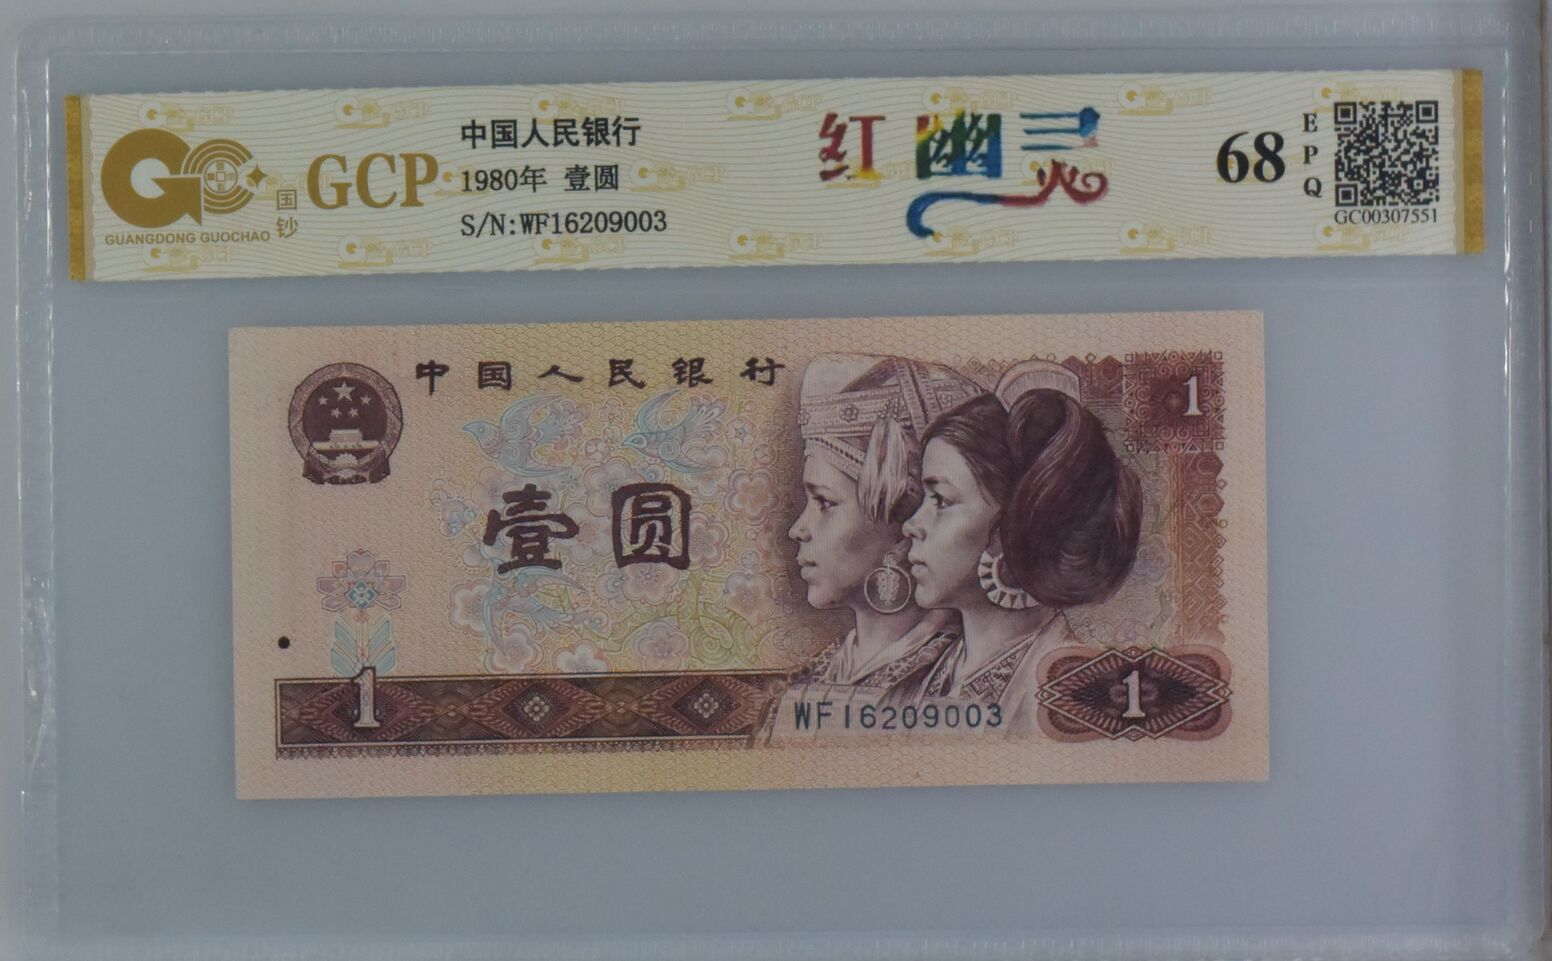 GC
国钞
GUANGDONG GUOCHAO
GCP
中国人民银行
1980年 壹圆
S/N:WF16209003
红幽灵
68
EPQ
GC00307551
中国人民银行
1
壹圆
1
WF16209003
1